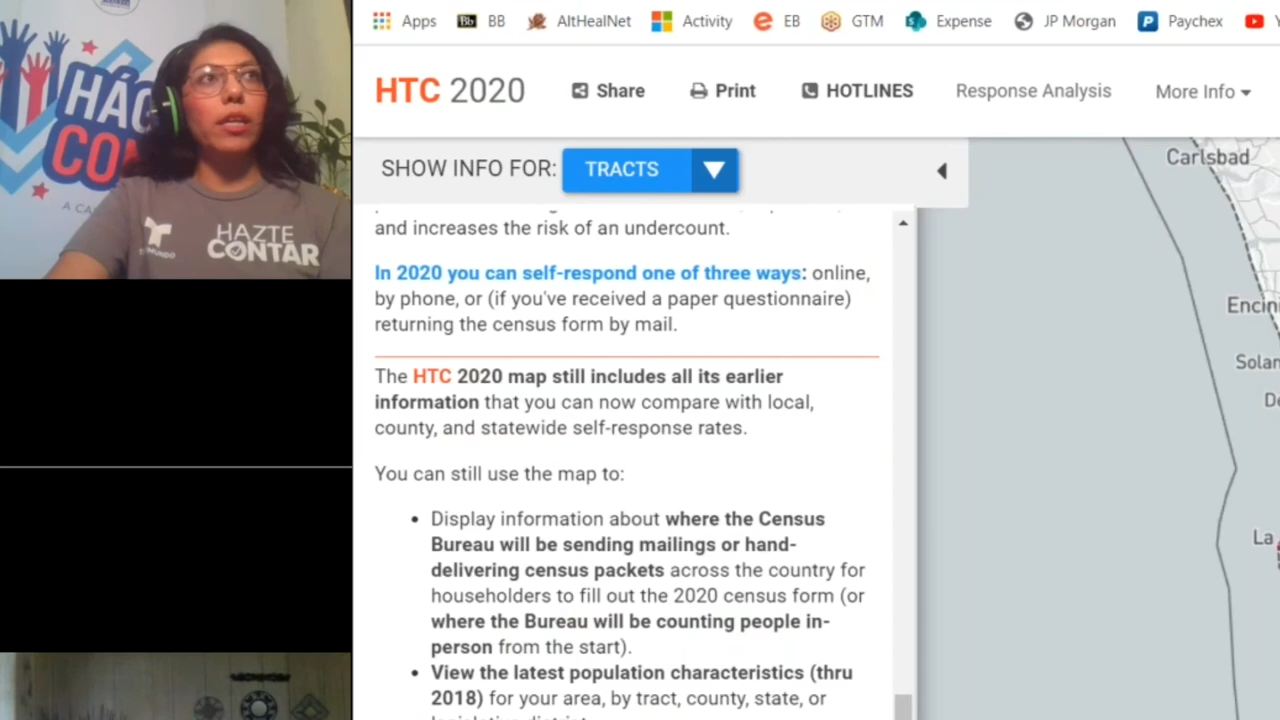 Apps BB AltHealNet Activity EB GTM Expense JP Morgan Paychex
HTC 2020 Share Print HOTLINES Response Analysis More Info
SHOW INFO FOR: TRACTS
and increases the risk of an undercount.
In 2020 you can self-respond one of three ways: online,
by phone, or (if you've received a paper questionnaire)
returning the census form by mail.
The HTC 2020 map still includes all its earlier
information that you can now compare with local,
county, and statewide self-response rates.
You can still use the map to:
• Display information about where the Census
Bureau will be sending mailings or hand-
delivering census packets across the country for
householders to fill out the 2020 census form (or
where the Bureau will be counting people in-
person from the start).
• View the latest population characteristics (thru
2018) for your area, by tract, county, state, or
Carlsbad
La
HAZTE
CONTAR